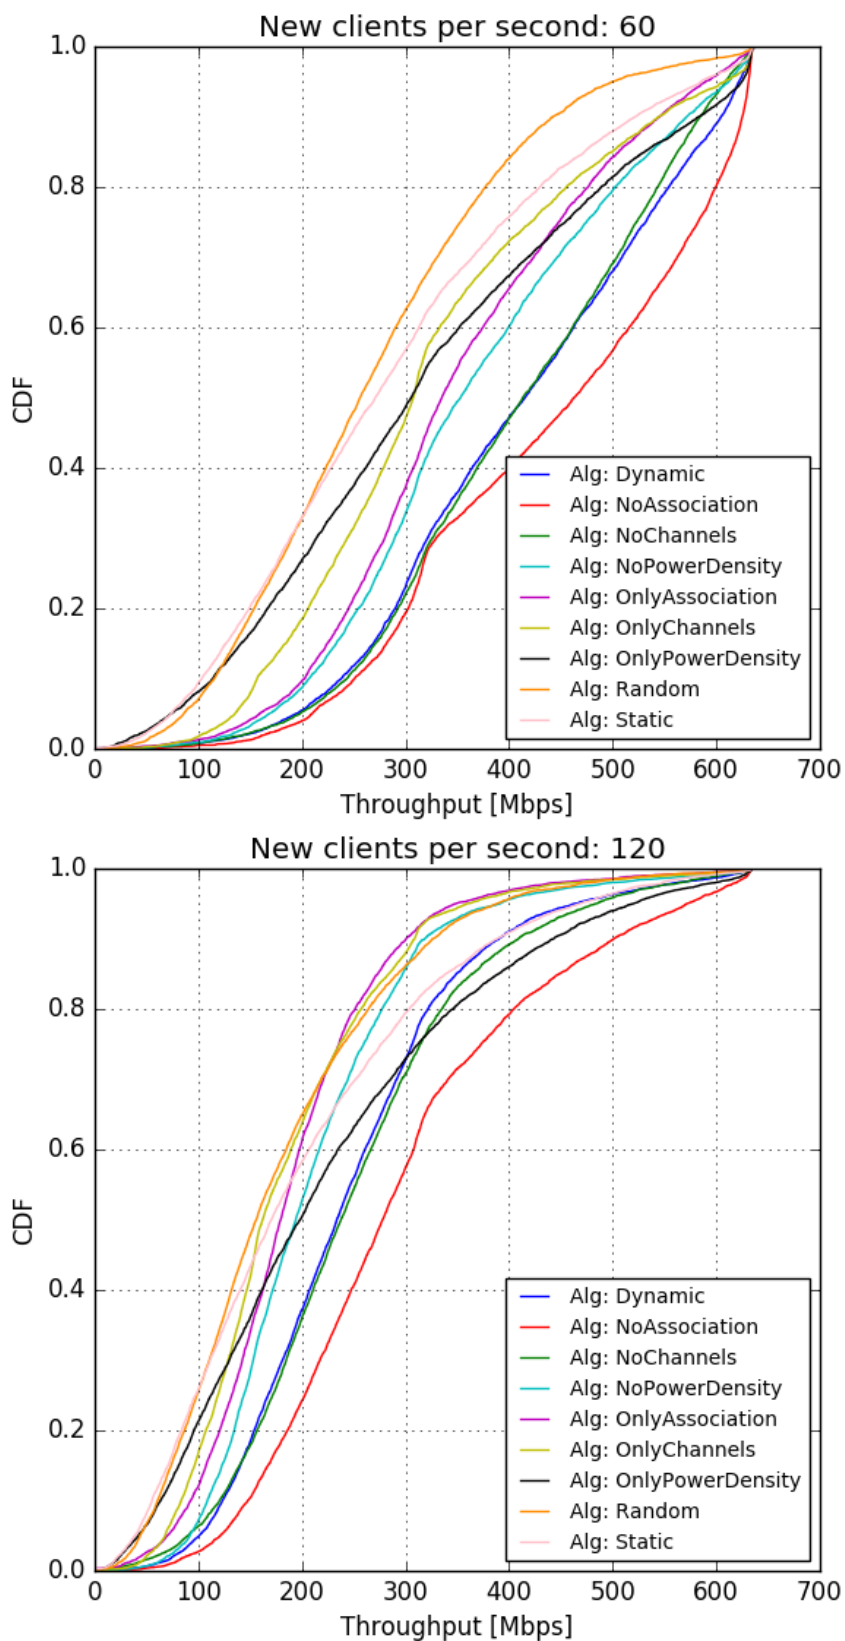 New clients per second: 60
1.0
0.8
0.6
0.4
0.2
0.0
CDF
Alg: Dynamic
Alg: NoAssociation
Alg: NoChannels
Alg: NoPowerDensity
Alg: OnlyAssociation
Alg: OnlyChannels
Alg: OnlyPowerDensity
Alg: Random
Alg: Static
0 100 200 300 400 500 600 700
Throughput [Mbps]
New clients per second: 120
1.0
0.8
0.6
0.4
0.2
0.0
CDF
Alg: Dynamic
Alg: NoAssociation
Alg: NoChannels
Alg: NoPowerDensity
Alg: OnlyAssociation
Alg: OnlyChannels
Alg: OnlyPowerDensity
Alg: Random
Alg: Static
0 100 200 300 400 500 600 700
Throughput [Mbps]